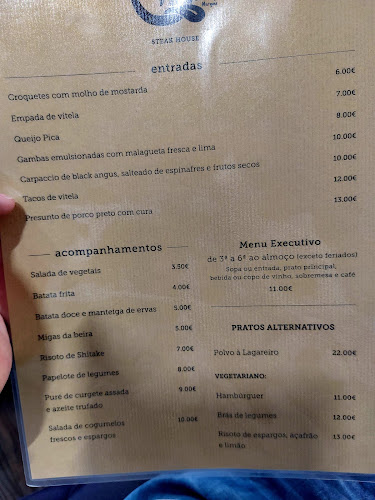 STEAK HOUSE
entradas
Croquetes com molho de mostarda 6.00€
Empada de vitela 7.00€
Queijo Pica 8.00€
Gambas emulsionadas com malagueta fresca e lima 10.00€
Carpaccio de black angus, salteado de espinafres e frutos secos 10.00€
Tacos de vitela 12.00€
Presunto de porco preto com cura 13.00€
acompanhamentos
Salada de vegetais 3.50€
Batata frita 4.00€
Batata doce e manteiga de ervas 5.00€
Migas da beira 5.00€
Risoto de Shitake 7.00€
Papelote de legumes 8.00€
Puré de curgete assada 9.00€
e azeite trufado
Salada de cogumelos 10.00€
frescos e espargos
Menu Executivo
de 3ª a 6ª ao almoço (exceto feriados)
Sopa ou entrada, prato principal,
bebida ou copo de vinho, sobremesa e café
11.00€
PRATOS ALTERNATIVOS
Polvo à Lagareiro 22.00€
VEGETARIANO:
Hambúrguer 11.00€
Brás de legumes 12.00€
Risoto de espargos, açafrão 13.00€
e limão